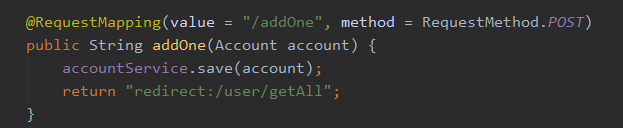 @RequestMapping(value = "/addOne", method = RequestMethod.POST)
public String addOne(Account account) {
    accountService.save(account);
    return "redirect:/user/getAll";
}